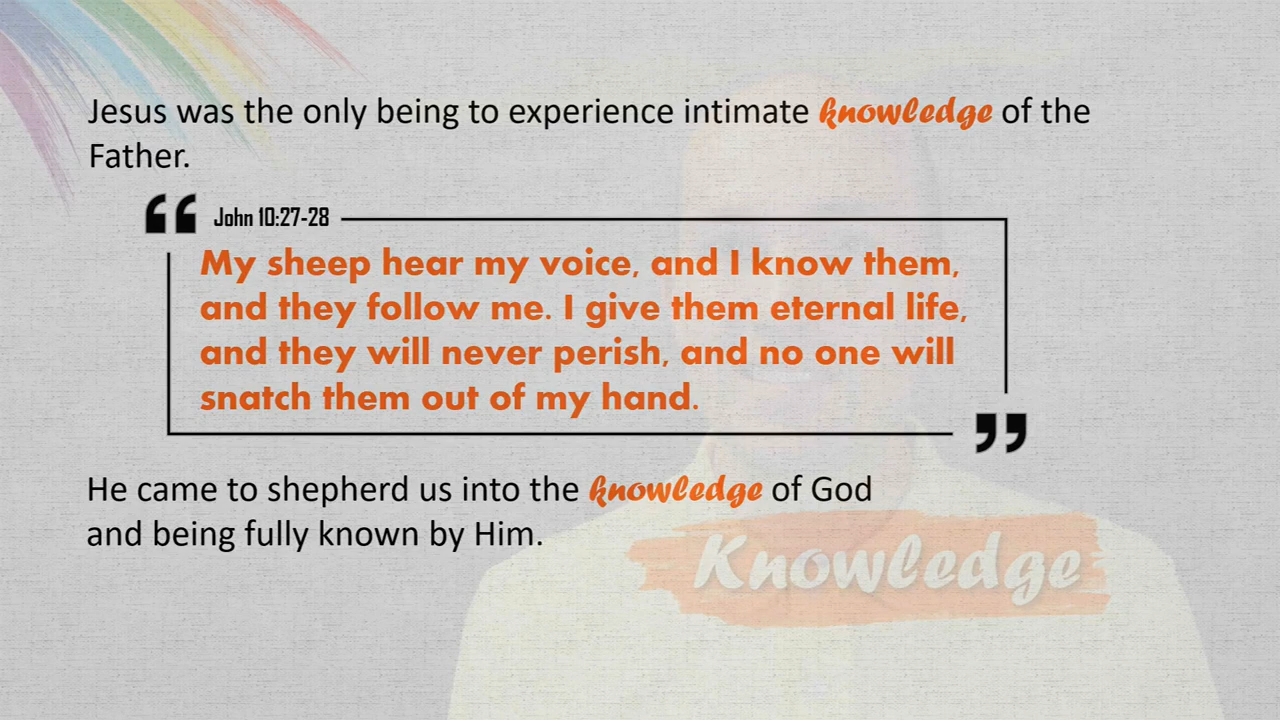 Jesus was the only being to experience intimate knowledge of the
Father.
John 10:27-28
My sheep hear my voice, and I know them,
and they follow me. I give them eternal life,
and they will never perish, and no one will
snatch them out of my hand.
He came to shepherd us into the knowledge of God
and being fully known by Him.
Knowledge